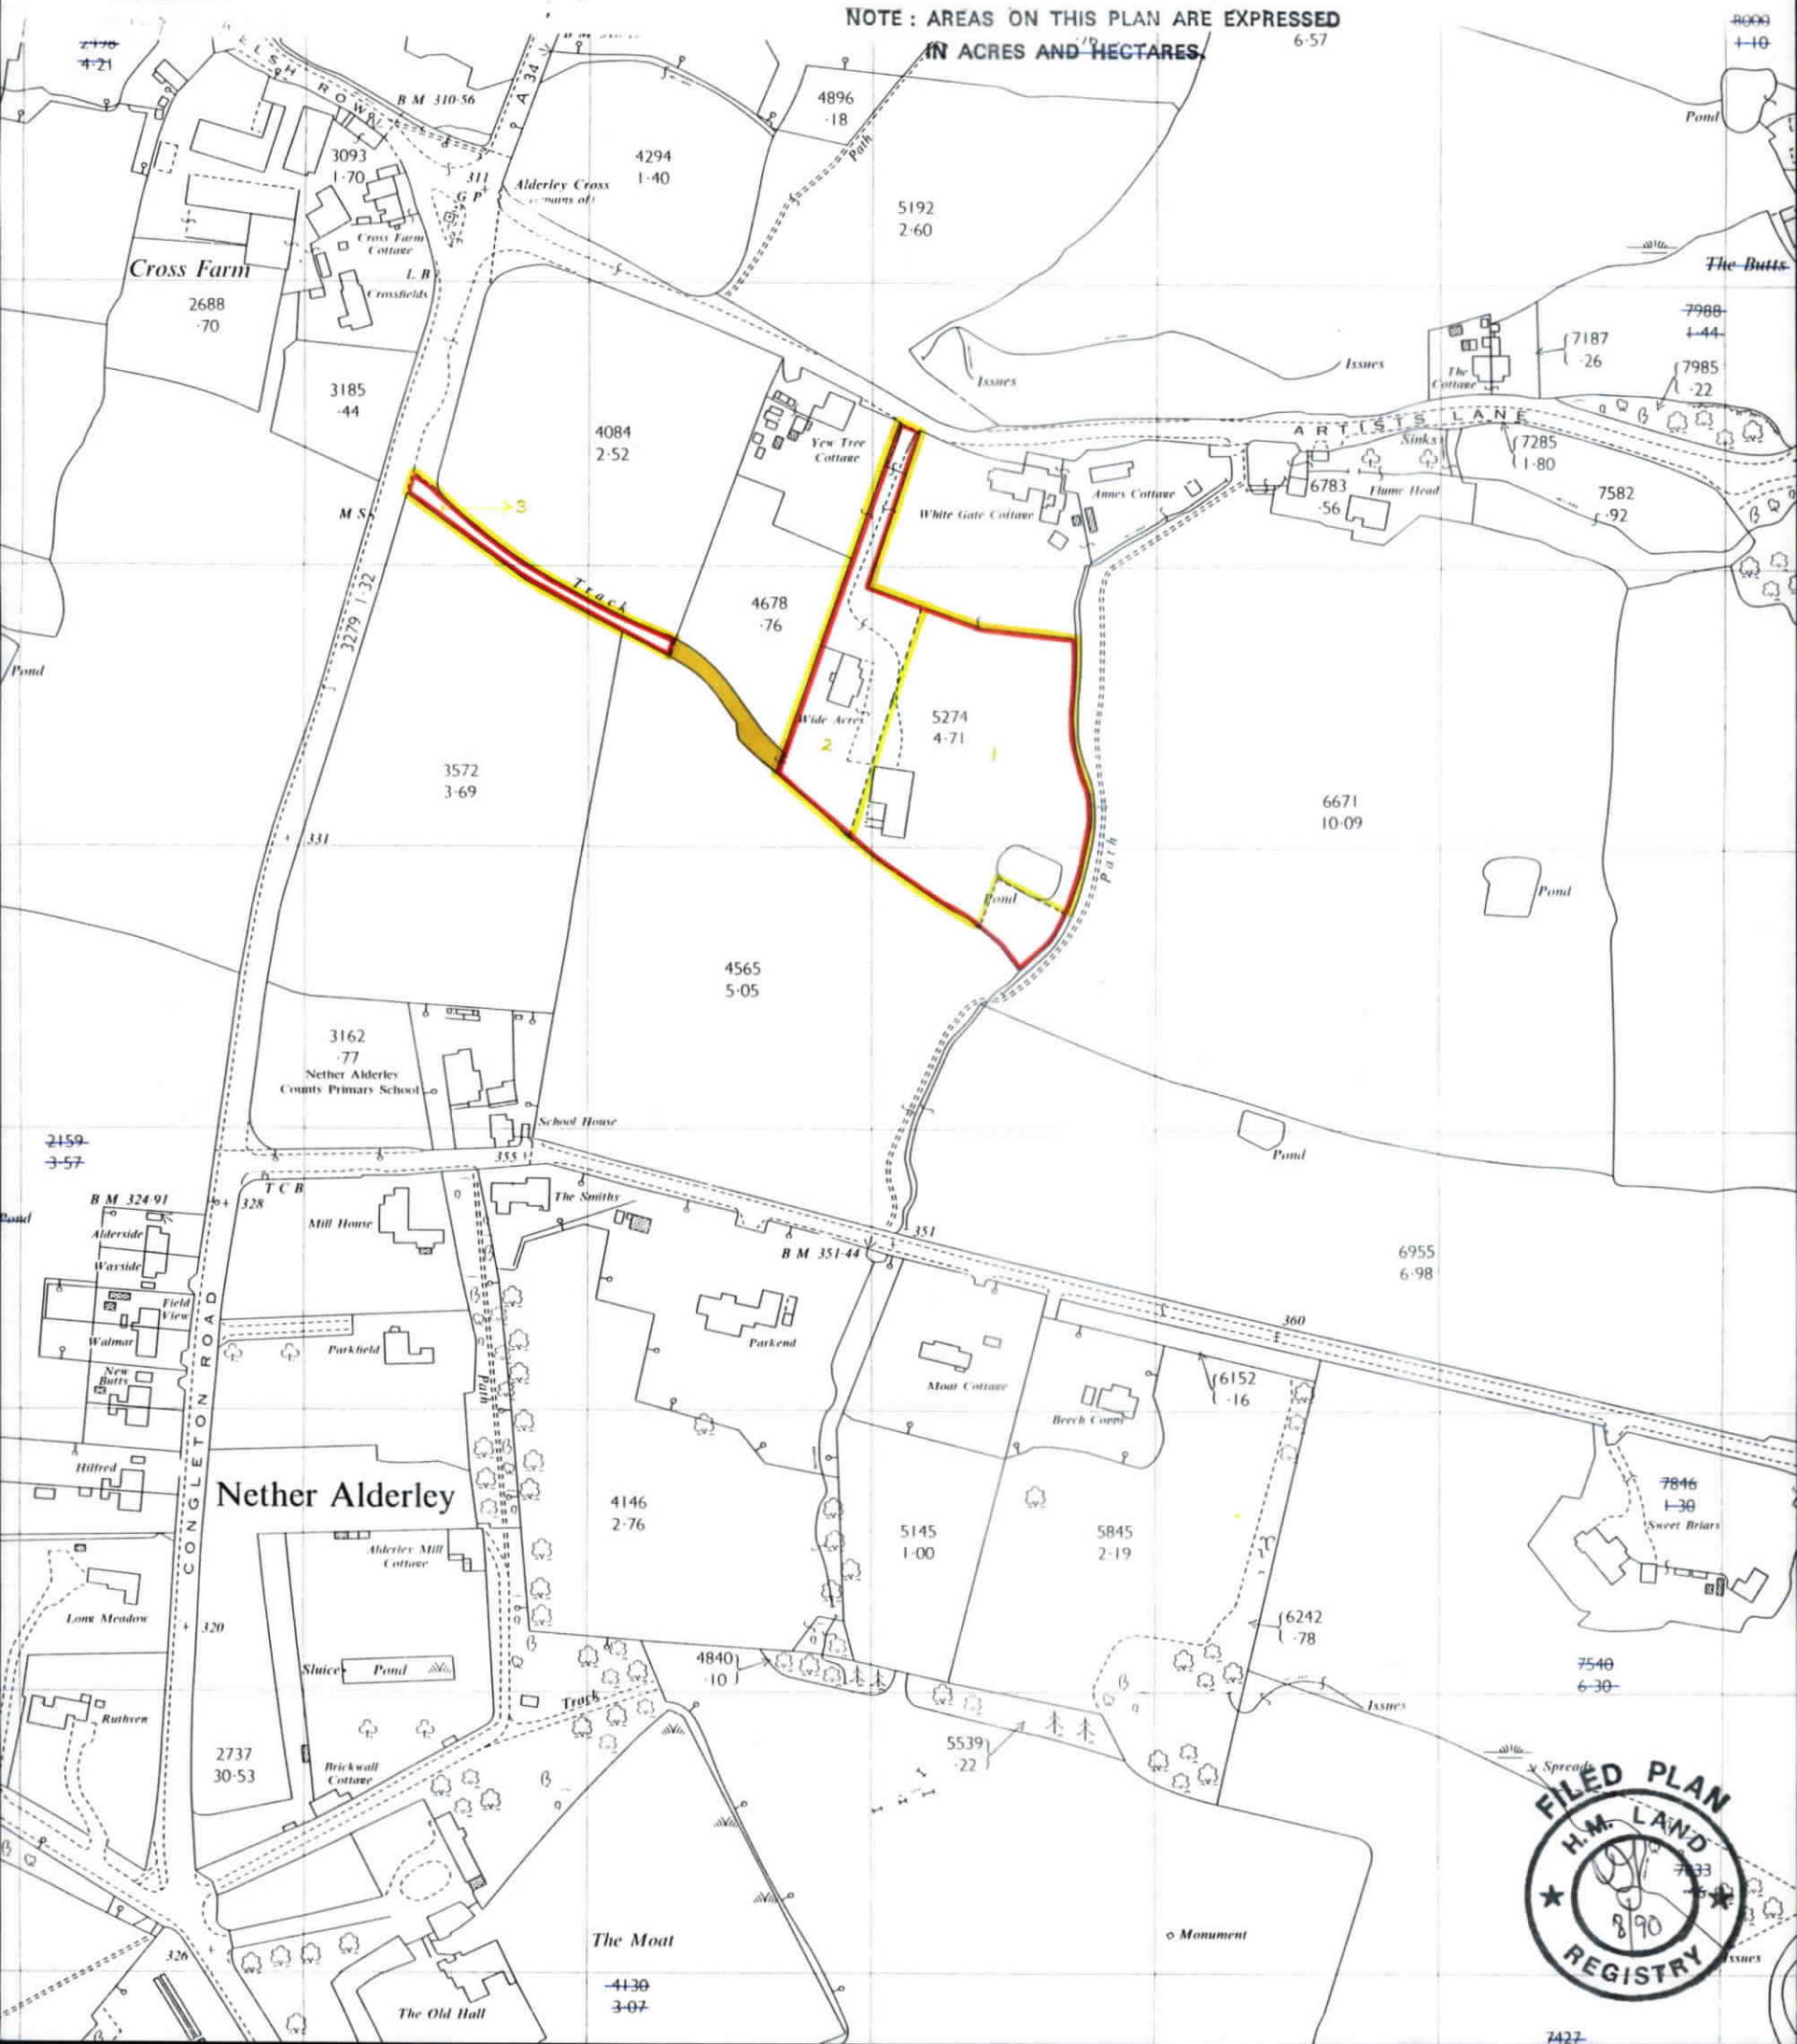 NOTE : AREAS ON THIS PLAN ARE EXPRESSED
IN ACRES AND HECTARES.
6·57
8000
1·10
4·21
WELSH ROW
B M 310·56
A 34
4896
·18
Path
Pond
3093
1·70
4294
1·40
311
G P
Alderley Cross
5192
2·60
Cross Farm
Cottage
L B
Crossfields
Cross Farm
2688
·70
The Butts
7988
1·44
7187
·26
7985
·22
The
Cottage
Issues
Issues
3185
·44
4084
2·52
Yew Tree
Cottage
ARTISTS LANE
Sinks
7285
1·80
6783
·56
Flume Head
7582
·92
White Gate Cottage
Annes Cottage
M S
3
3279 1·32
Track
4678
·76
Pond
Wide Acres
2
5274
4·71
1
3572
3·69
6671
10·09
331
Path
Pond
Pond
4565
5·05
3162
·77
Nether Alderley
County Primary School
School House
2159
3·57
355
Pond
T C B
328
B M 324·91
Pond
Alderside
Wayside
Field
View
Walmar
New
Butts
Hilfred
Mill House
The Smithy
B M 351·44
351
6955
6·98
360
Parkfield
Parkend
Path
Moat Cottage
Beech Copps
6152
·16
CONGLETON ROAD
Nether Alderley
4146
2·76
5145
1·00
5845
2·19
7846
1·30
Sweet Briars
Alderley Mill
Cottage
Long Meadow
320
Sluice
Pond
4840
·10
6242
·78
7540
6·30
Track
Ruthven
Issues
2737
30·53
Brickwall
Cottage
5539
·22
Spreads
FILED PLAN
H.M. LAND
REGISTRY
8 90
Issues
326
The Moat
4130
3·07
Monument
The Old Hall
7427